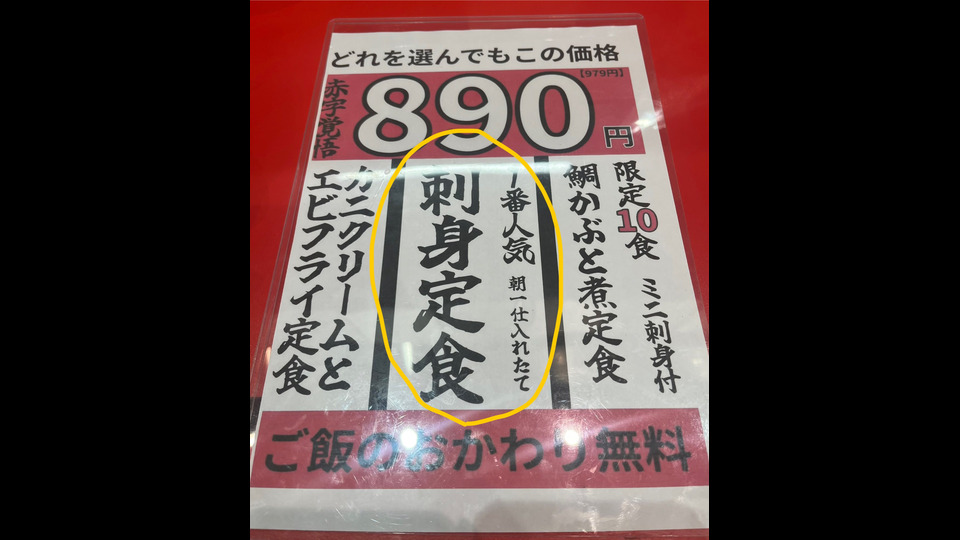 どれを選んでもこの価格
赤字覚悟
890円
【979円】
限定10食
ミニ刺身付
鯛かぶと煮定食
1番人気
朝一仕入れたて
刺身定食
カニクリームと
エビフライ定食
ご飯のおかわり無料